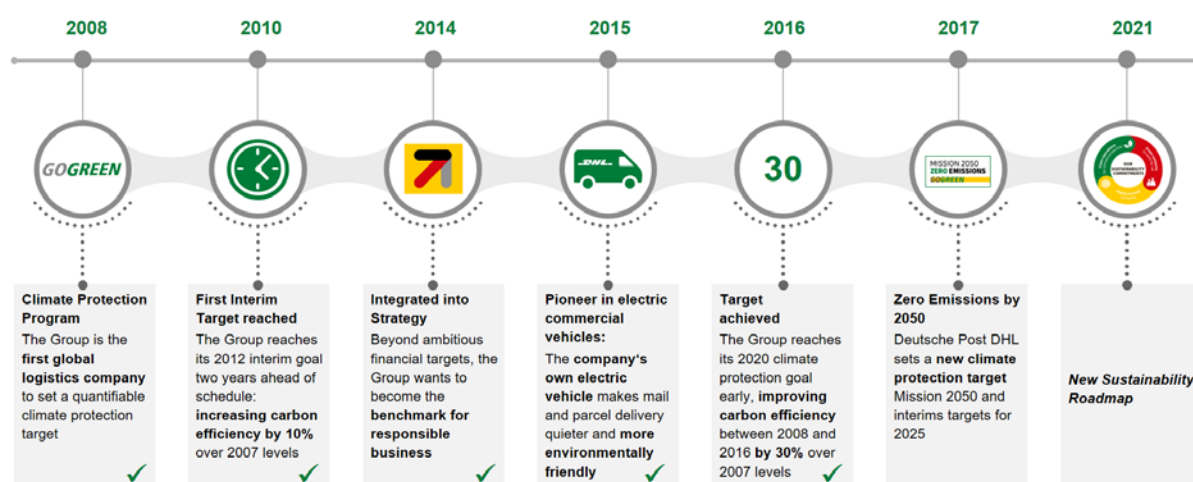 2008
2010
2014
2015
2016
2017
2021
GOGREEN
DHL
30
MISSION 2050
ZERO EMISSIONS
GOGREEN
OUR
SUSTAINABILITY
COMMITMENTS
Climate Protection
Program
The Group is the
first global
logistics company
to set a quantifiable
climate protection
target
First Interim
Target reached
The Group reaches
its 2012 interim goal
two years ahead of
schedule:
increasing carbon
efficiency by 10%
over 2007 levels
Integrated into
Strategy
Beyond ambitious
financial targets, the
Group wants to
become the
benchmark for
responsible
business
Pioneer in electric
commercial
vehicles:
The company's
own electric
vehicle makes mail
and parcel delivery
quieter and more
environmentally
friendly
Target
achieved
The Group reaches
its 2020 climate
protection goal
early, improving
carbon efficiency
between 2008 and
2016 by 30% over
2007 levels
Zero Emissions by
2050
Deutsche Post DHL
sets a new climate
protection target
Mission 2050 and
interims targets for
2025
New Sustainability
Roadmap